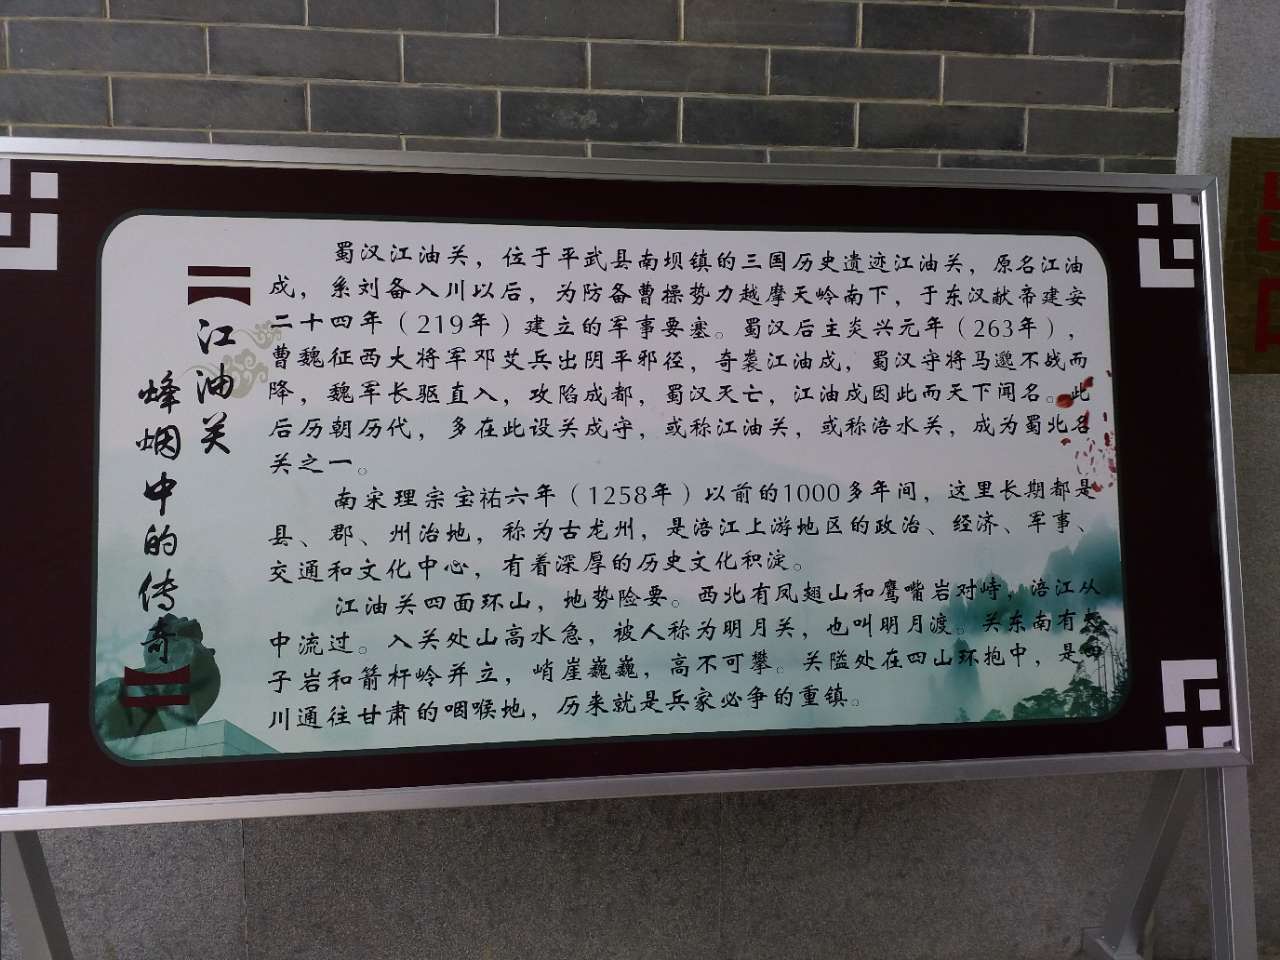 【江油关
烽烟中的传奇】
蜀汉江油关，位于平武县南坝镇的三国历史遗迹江油关，原名江油
戍，系刘备入川以后，为防备曹操势力越摩天岭南下，于东汉献帝建安
二十四年（219年）建立的军事要塞。蜀汉后主炎兴元年（263年），
曹魏征西大将军邓艾兵出阴平邪径，奇袭江油戍，蜀汉守将马邈不战而
降，魏军长驱直入，攻陷成都，蜀汉灭亡，江油戍因此而天下闻名。此
后历朝历代，多在此设关戍守，或称江油关，或称涪水关，成为蜀北名
关之一。
南宋理宗宝祐六年（1258年）以前的1000多年间，这里长期都是
县、郡、州治地，称为古龙州，是涪江上游地区的政治、经济、军事、
交通和文化中心，有着深厚的历史文化积淀。
江油关四面环山，地势险要。西北有凤翅山和鹰嘴岩对峙，涪江从
中流过。入关处山高水急，被人称为明月关，也叫明月渡。关东南有
子岩和箭杆岭并立，峭崖巍巍，高不可攀。关隘处在四山环抱中，是四
川通往甘肃的咽喉地，历来就是兵家必争的重镇。